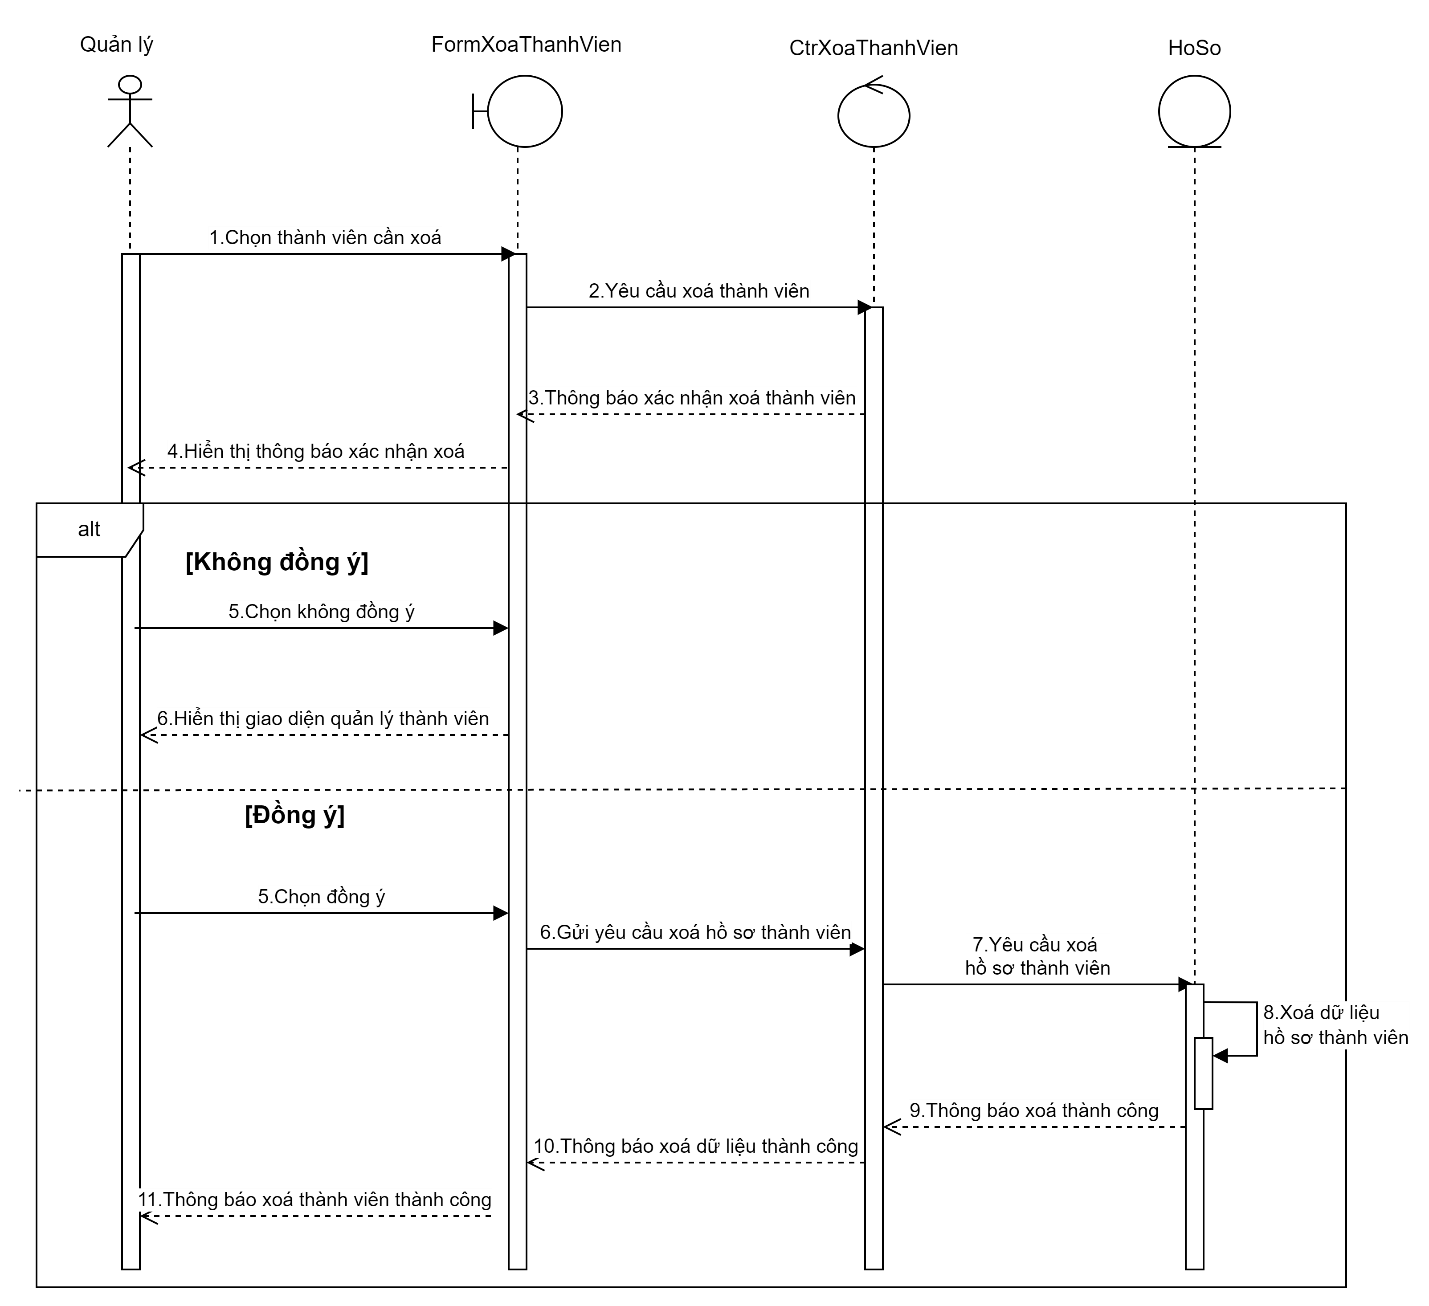 Quản lý
FormXoaThanhVien
CtrXoaThanhVien
HoSo
1.Chọn thành viên cần xoá
2.Yêu cầu xoá thành viên
3.Thông báo xác nhận xoá thành viên
4.Hiển thị thông báo xác nhận xoá
alt
[Không đồng ý]
5.Chọn không đồng ý
6.Hiển thị giao diện quản lý thành viên
[Đồng ý]
5.Chọn đồng ý
6.Gửi yêu cầu xoá hồ sơ thành viên
7.Yêu cầu xoá
hồ sơ thành viên
8.Xoá dữ liệu
hồ sơ thành viên
9.Thông báo xoá thành công
10.Thông báo xoá dữ liệu thành công
11.Thông báo xoá thành viên thành công